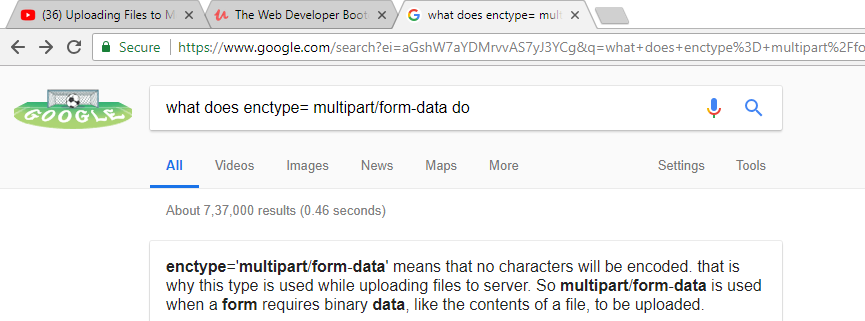 (36) Uploading Files to M
The Web Developer Boot
what does enctype= mul
Secure https://www.google.com/search?ei=aGshW7aYDMrvvAS7yJ3YCg&q=what+does+enctype%3D+multipart%2Ffo
GOOGLE
what does enctype= multipart/form-data do
All Videos Images News Maps More Settings Tools
About 7,37,000 results (0.46 seconds)
enctype='multipart/form-data' means that no characters will be encoded. that is
why this type is used while uploading files to server. So multipart/form-data is used
when a form requires binary data, like the contents of a file, to be uploaded.